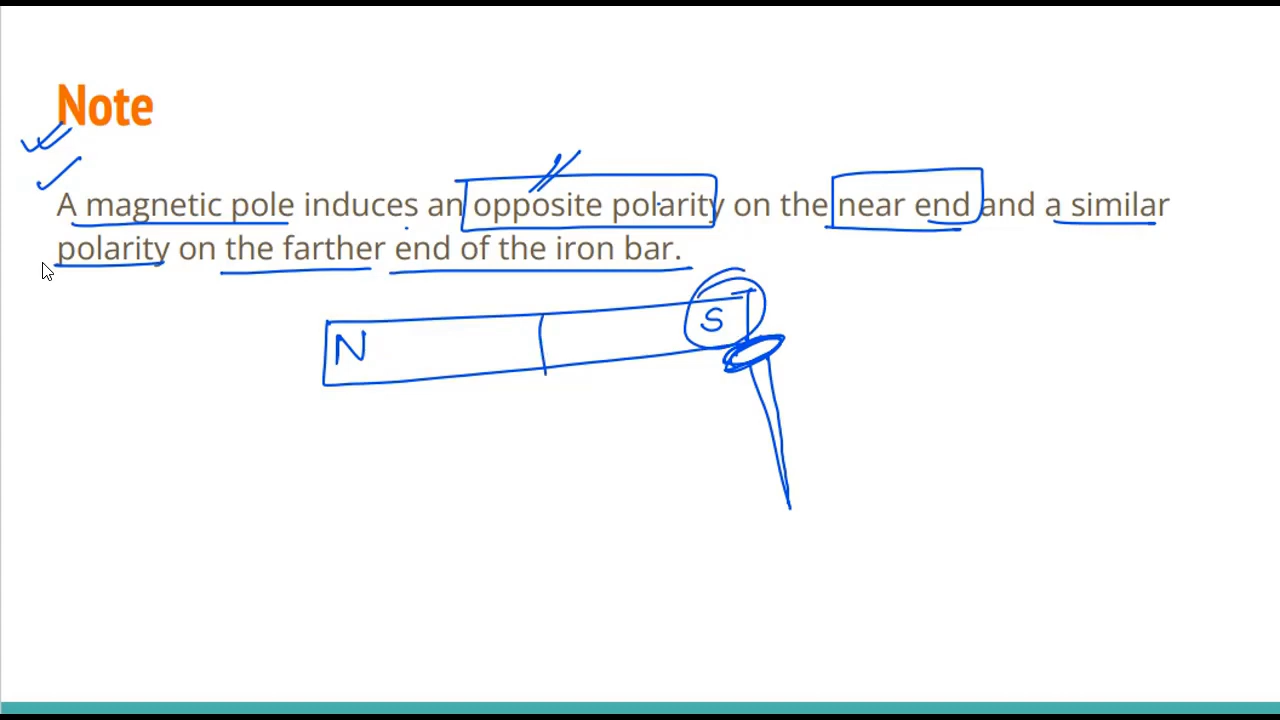 Note
A magnetic pole induces an opposite polarity on the near end and a similar
polarity on the farther end of the iron bar.
N S